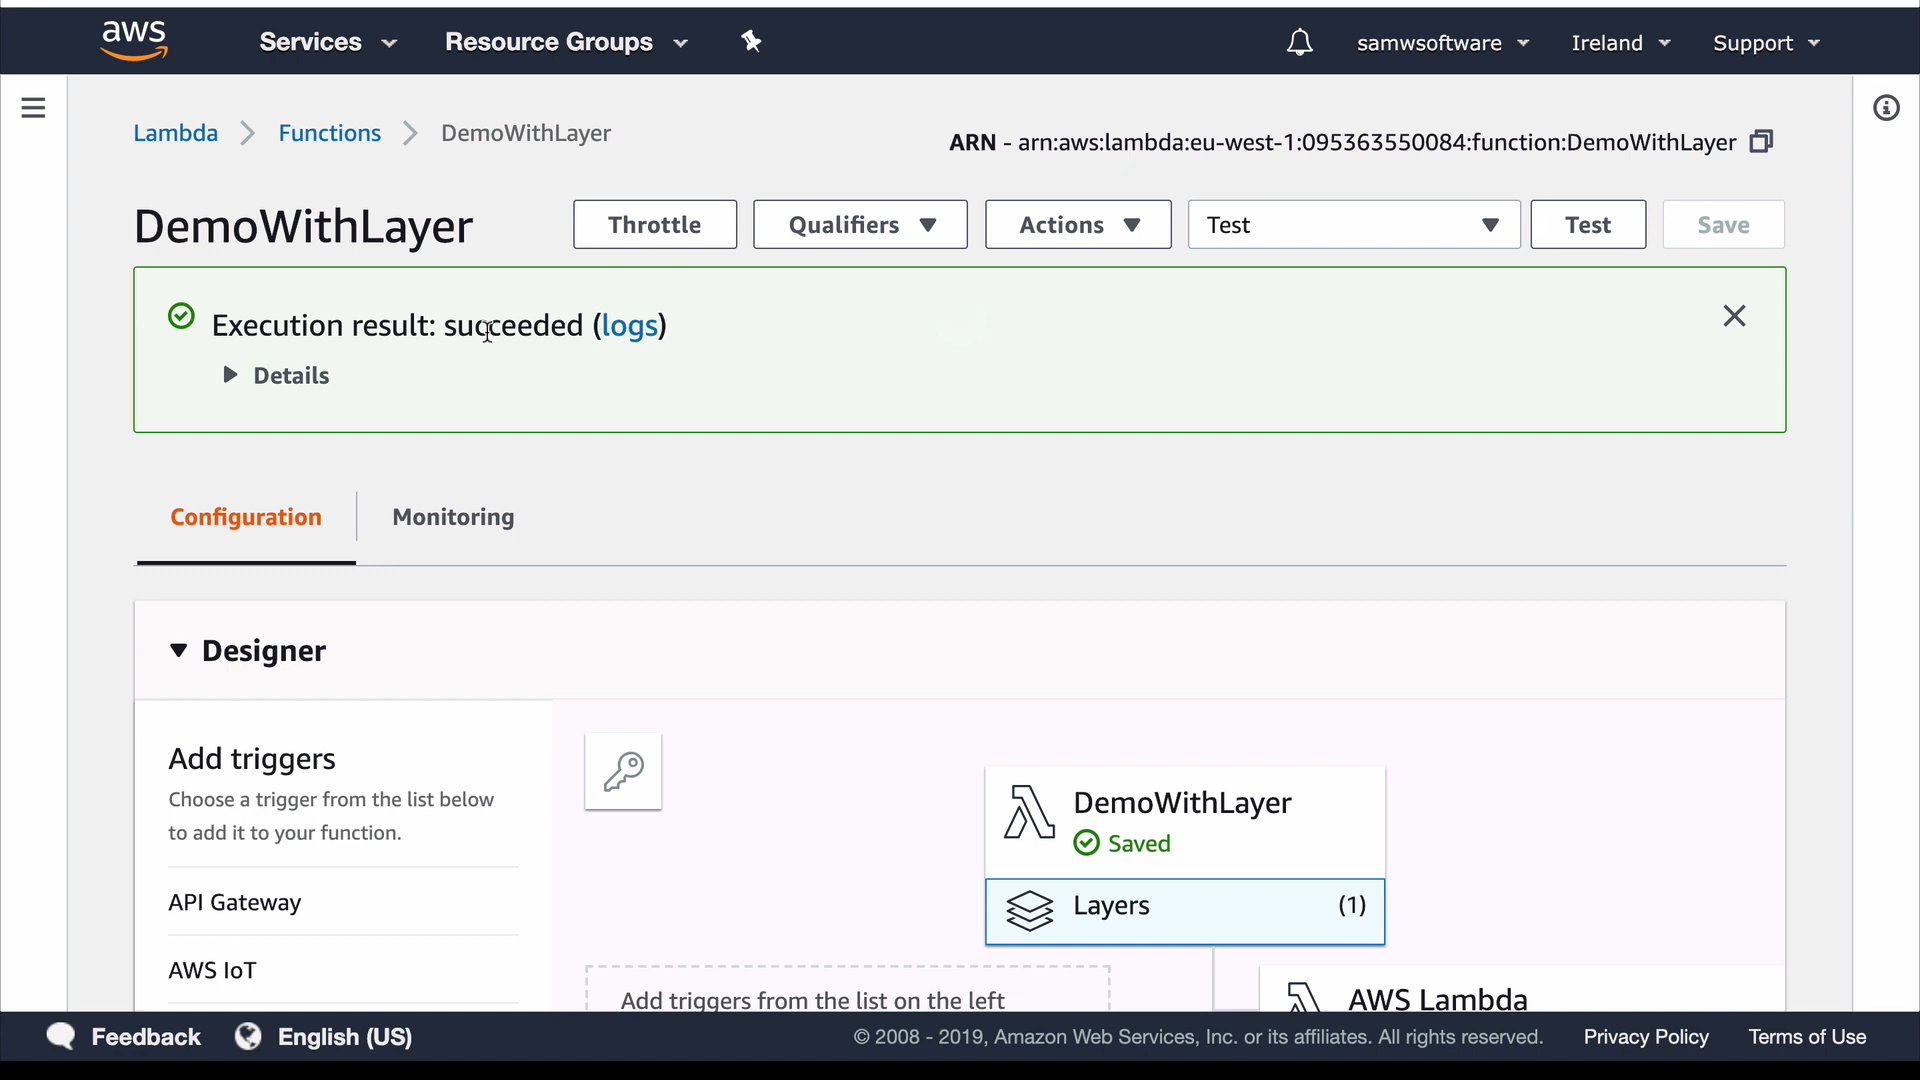 aws
Services
Resource Groups
samwsoftware
Ireland
Support
Lambda
Functions
DemoWithLayer
ARN - arn:aws:lambda:eu-west-1:095363550084:function:DemoWithLayer
DemoWithLayer
Throttle
Qualifiers
Actions
Test
Test
Save
Execution result: succeeded (logs)
Details
Configuration
Monitoring
Designer
Add triggers
Choose a trigger from the list below
to add it to your function.
API Gateway
AWS IoT
DemoWithLayer
Saved
Layers
(1)
Add triggers from the list on the left
AWS Lambda
Feedback
English (US)
© 2008 - 2019, Amazon Web Services, Inc. or its affiliates. All rights reserved.
Privacy Policy
Terms of Use